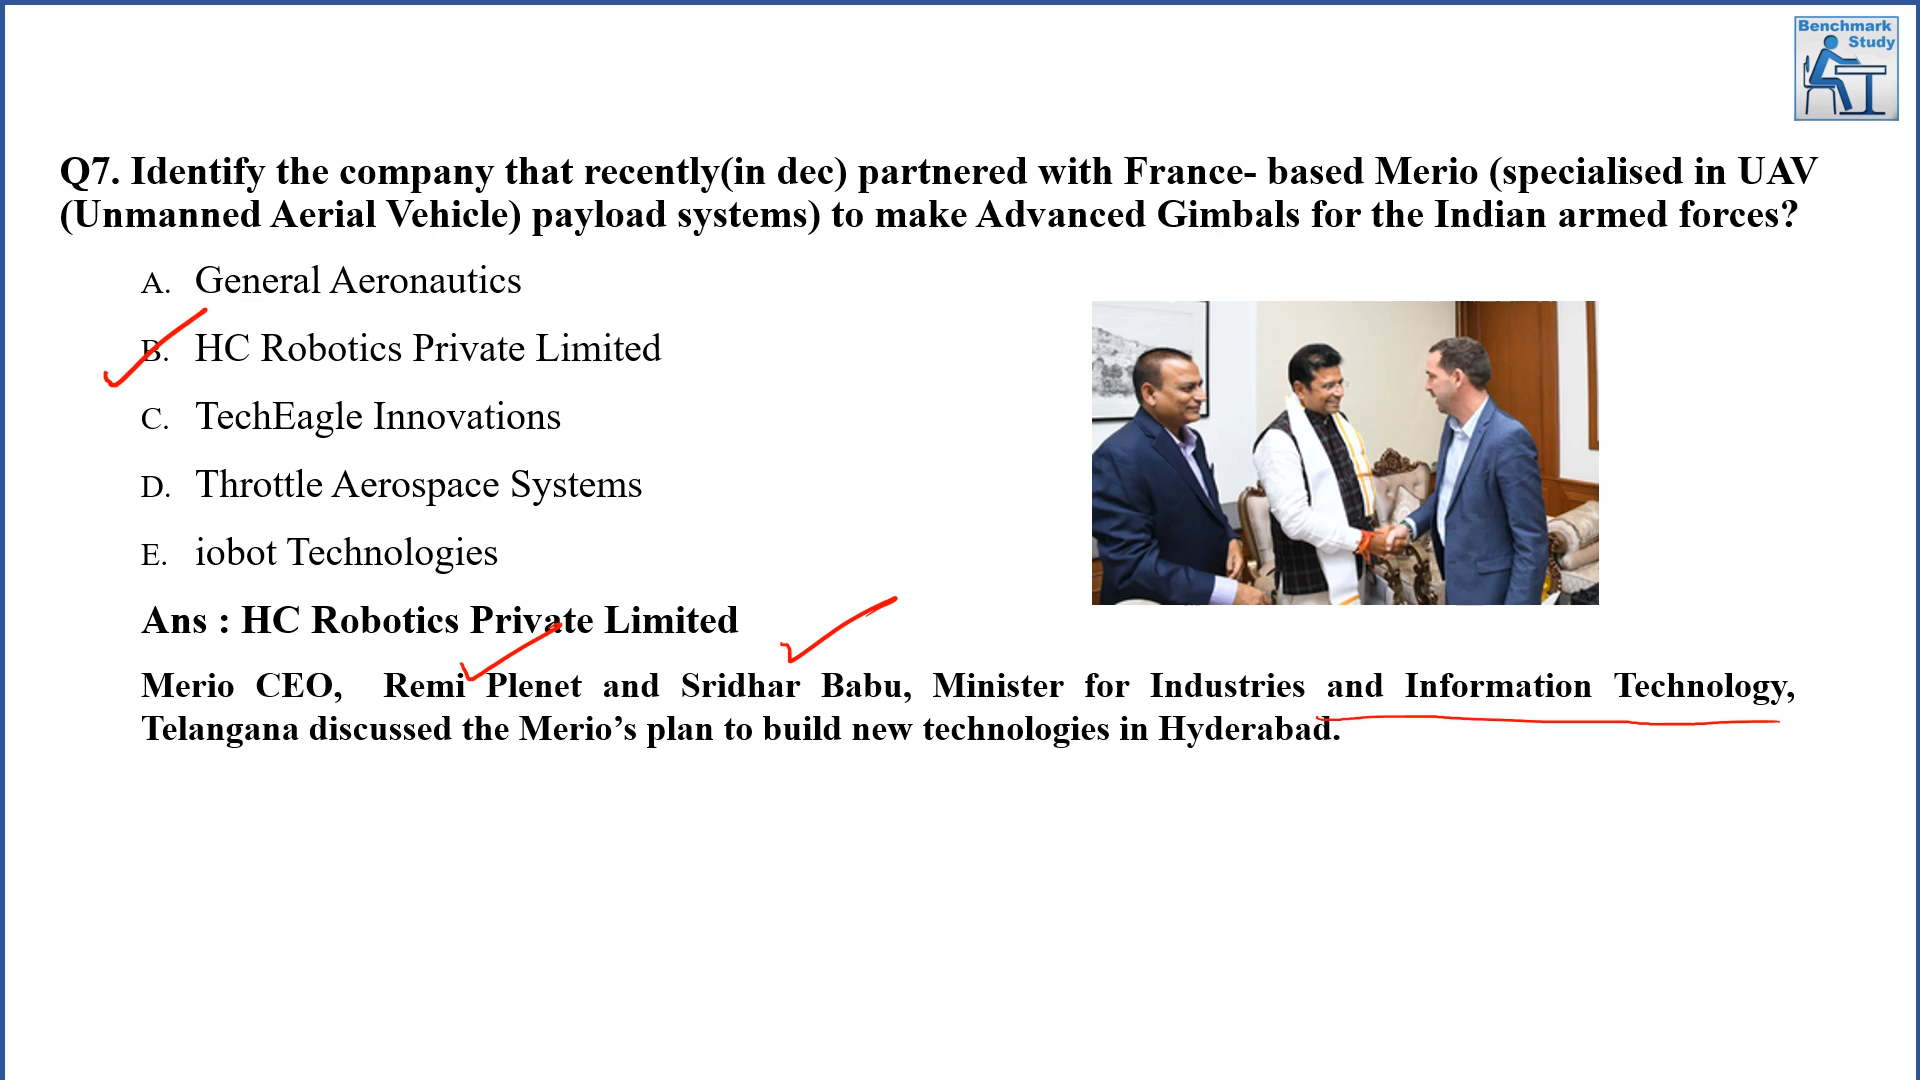 Benchmark
Study
Q7. Identify the company that recently(in dec) partnered with France- based Merio (specialised in UAV
(Unmanned Aerial Vehicle) payload systems) to make Advanced Gimbals for the Indian armed forces?
A. General Aeronautics
B. HC Robotics Private Limited
C. TechEagle Innovations
D. Throttle Aerospace Systems
E. iobot Technologies
Ans : HC Robotics Private Limited
Merio CEO, Remi Plenet and Sridhar Babu, Minister for Industries and Information Technology,
Telangana discussed the Merio’s plan to build new technologies in Hyderabad.